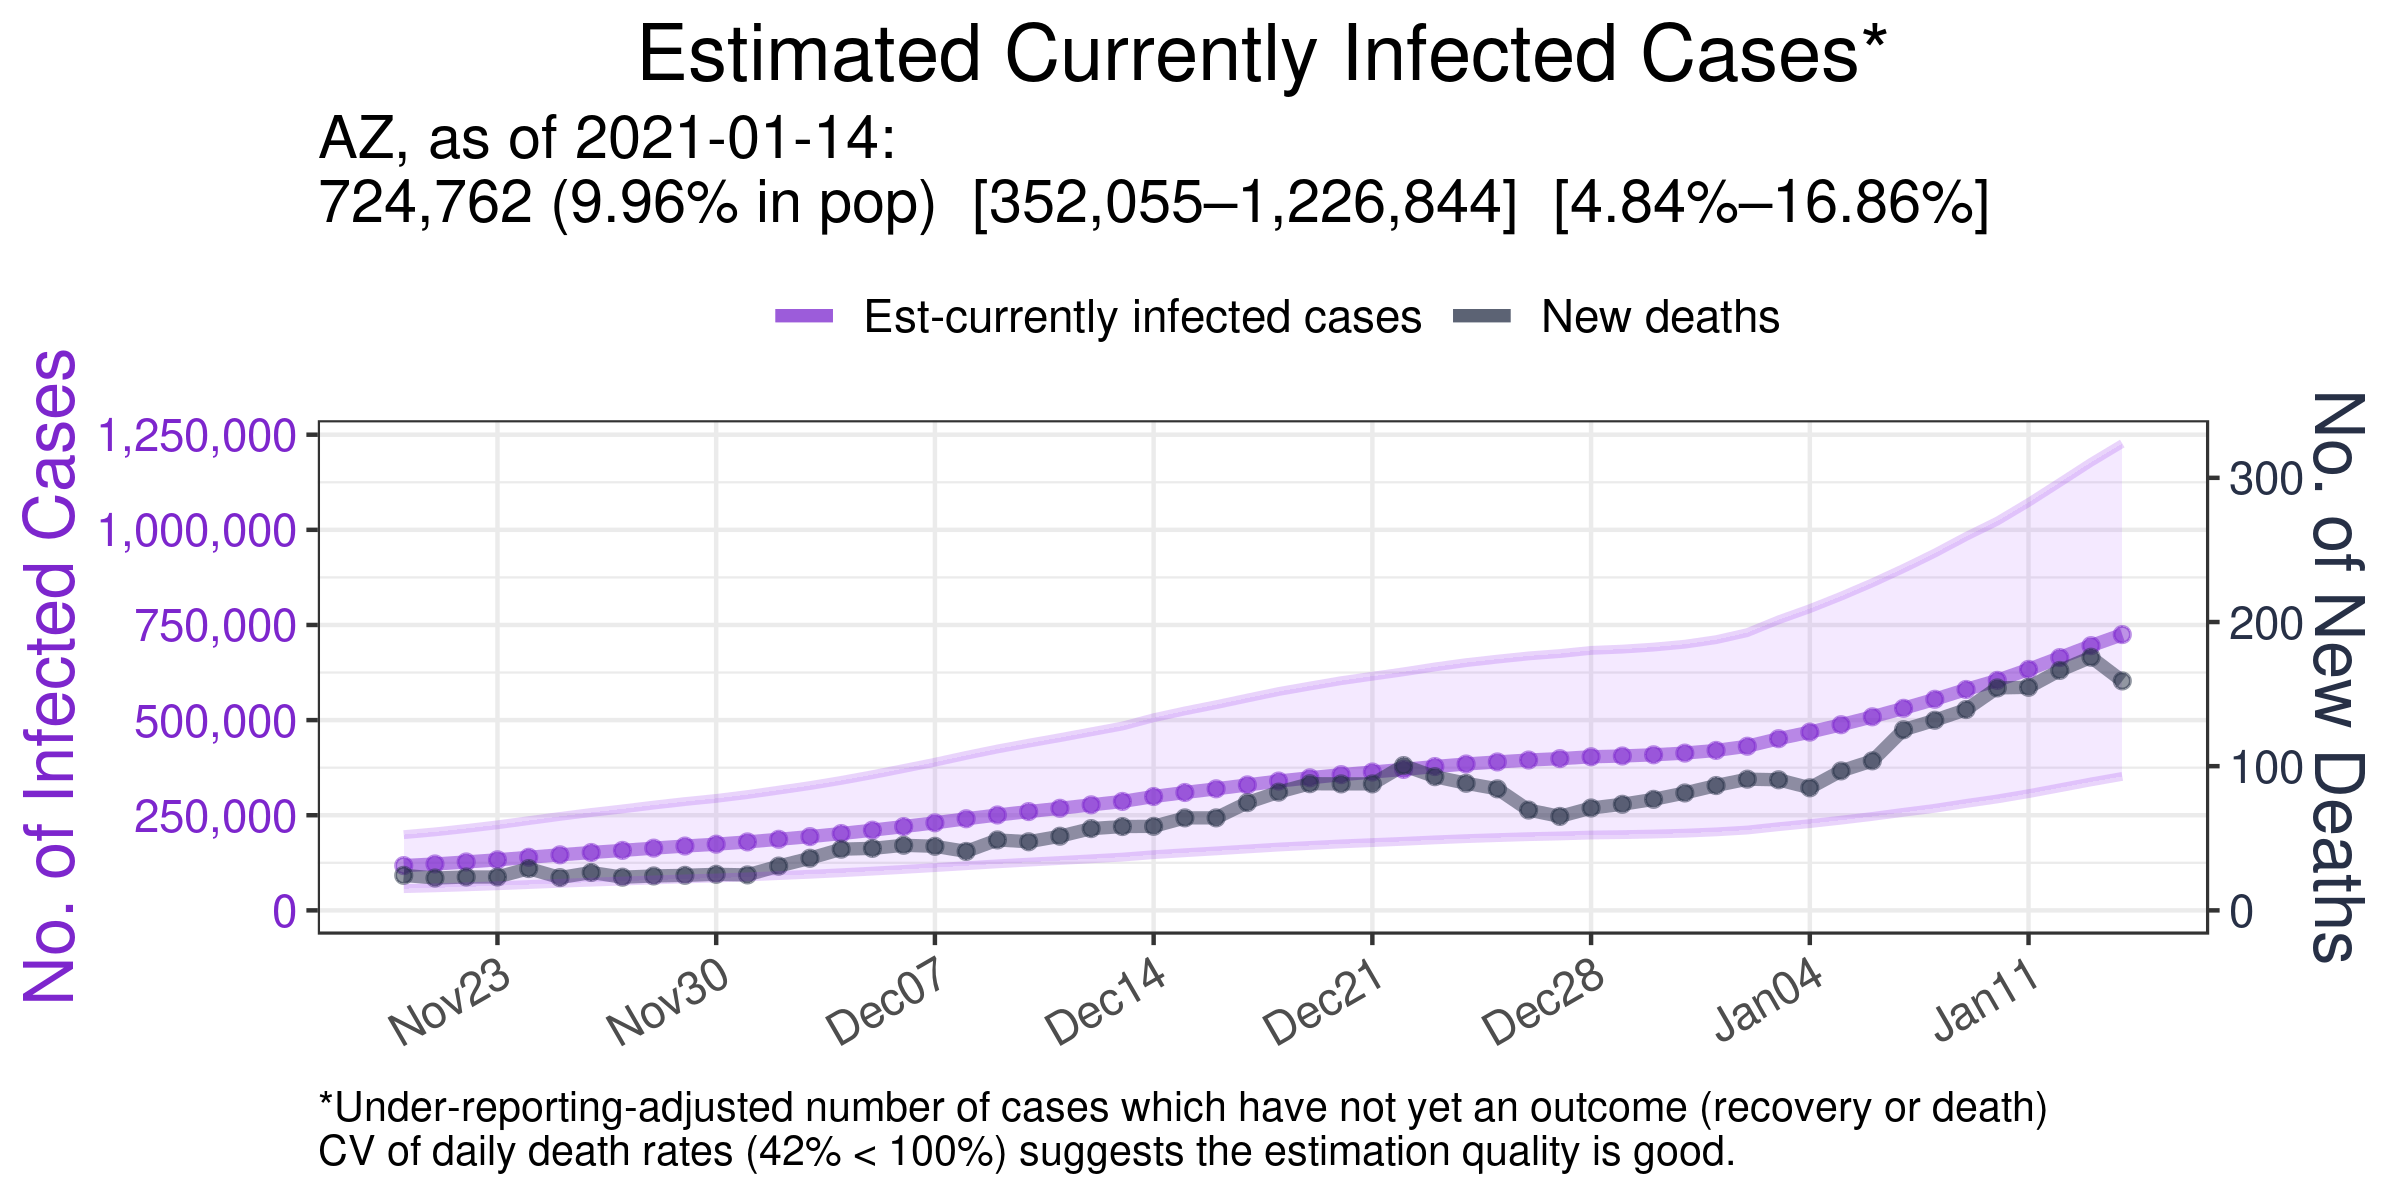 Estimated Currently Infected Cases*
AZ, as of 2021-01-14:
724,762 (9.96% in pop) [352,055–1,226,844] [4.84%–16.86%]
Est-currently infected cases
New deaths
No. of Infected Cases
1,250,000
1,000,000
750,000
500,000
250,000
0
300
200
100
0
No. of New Deaths
Nov23
Nov30
Dec07
Dec14
Dec21
Dec28
Jan04
Jan11
*Under-reporting-adjusted number of cases which have not yet an outcome (recovery or death)
CV of daily death rates (42% < 100%) suggests the estimation quality is good.